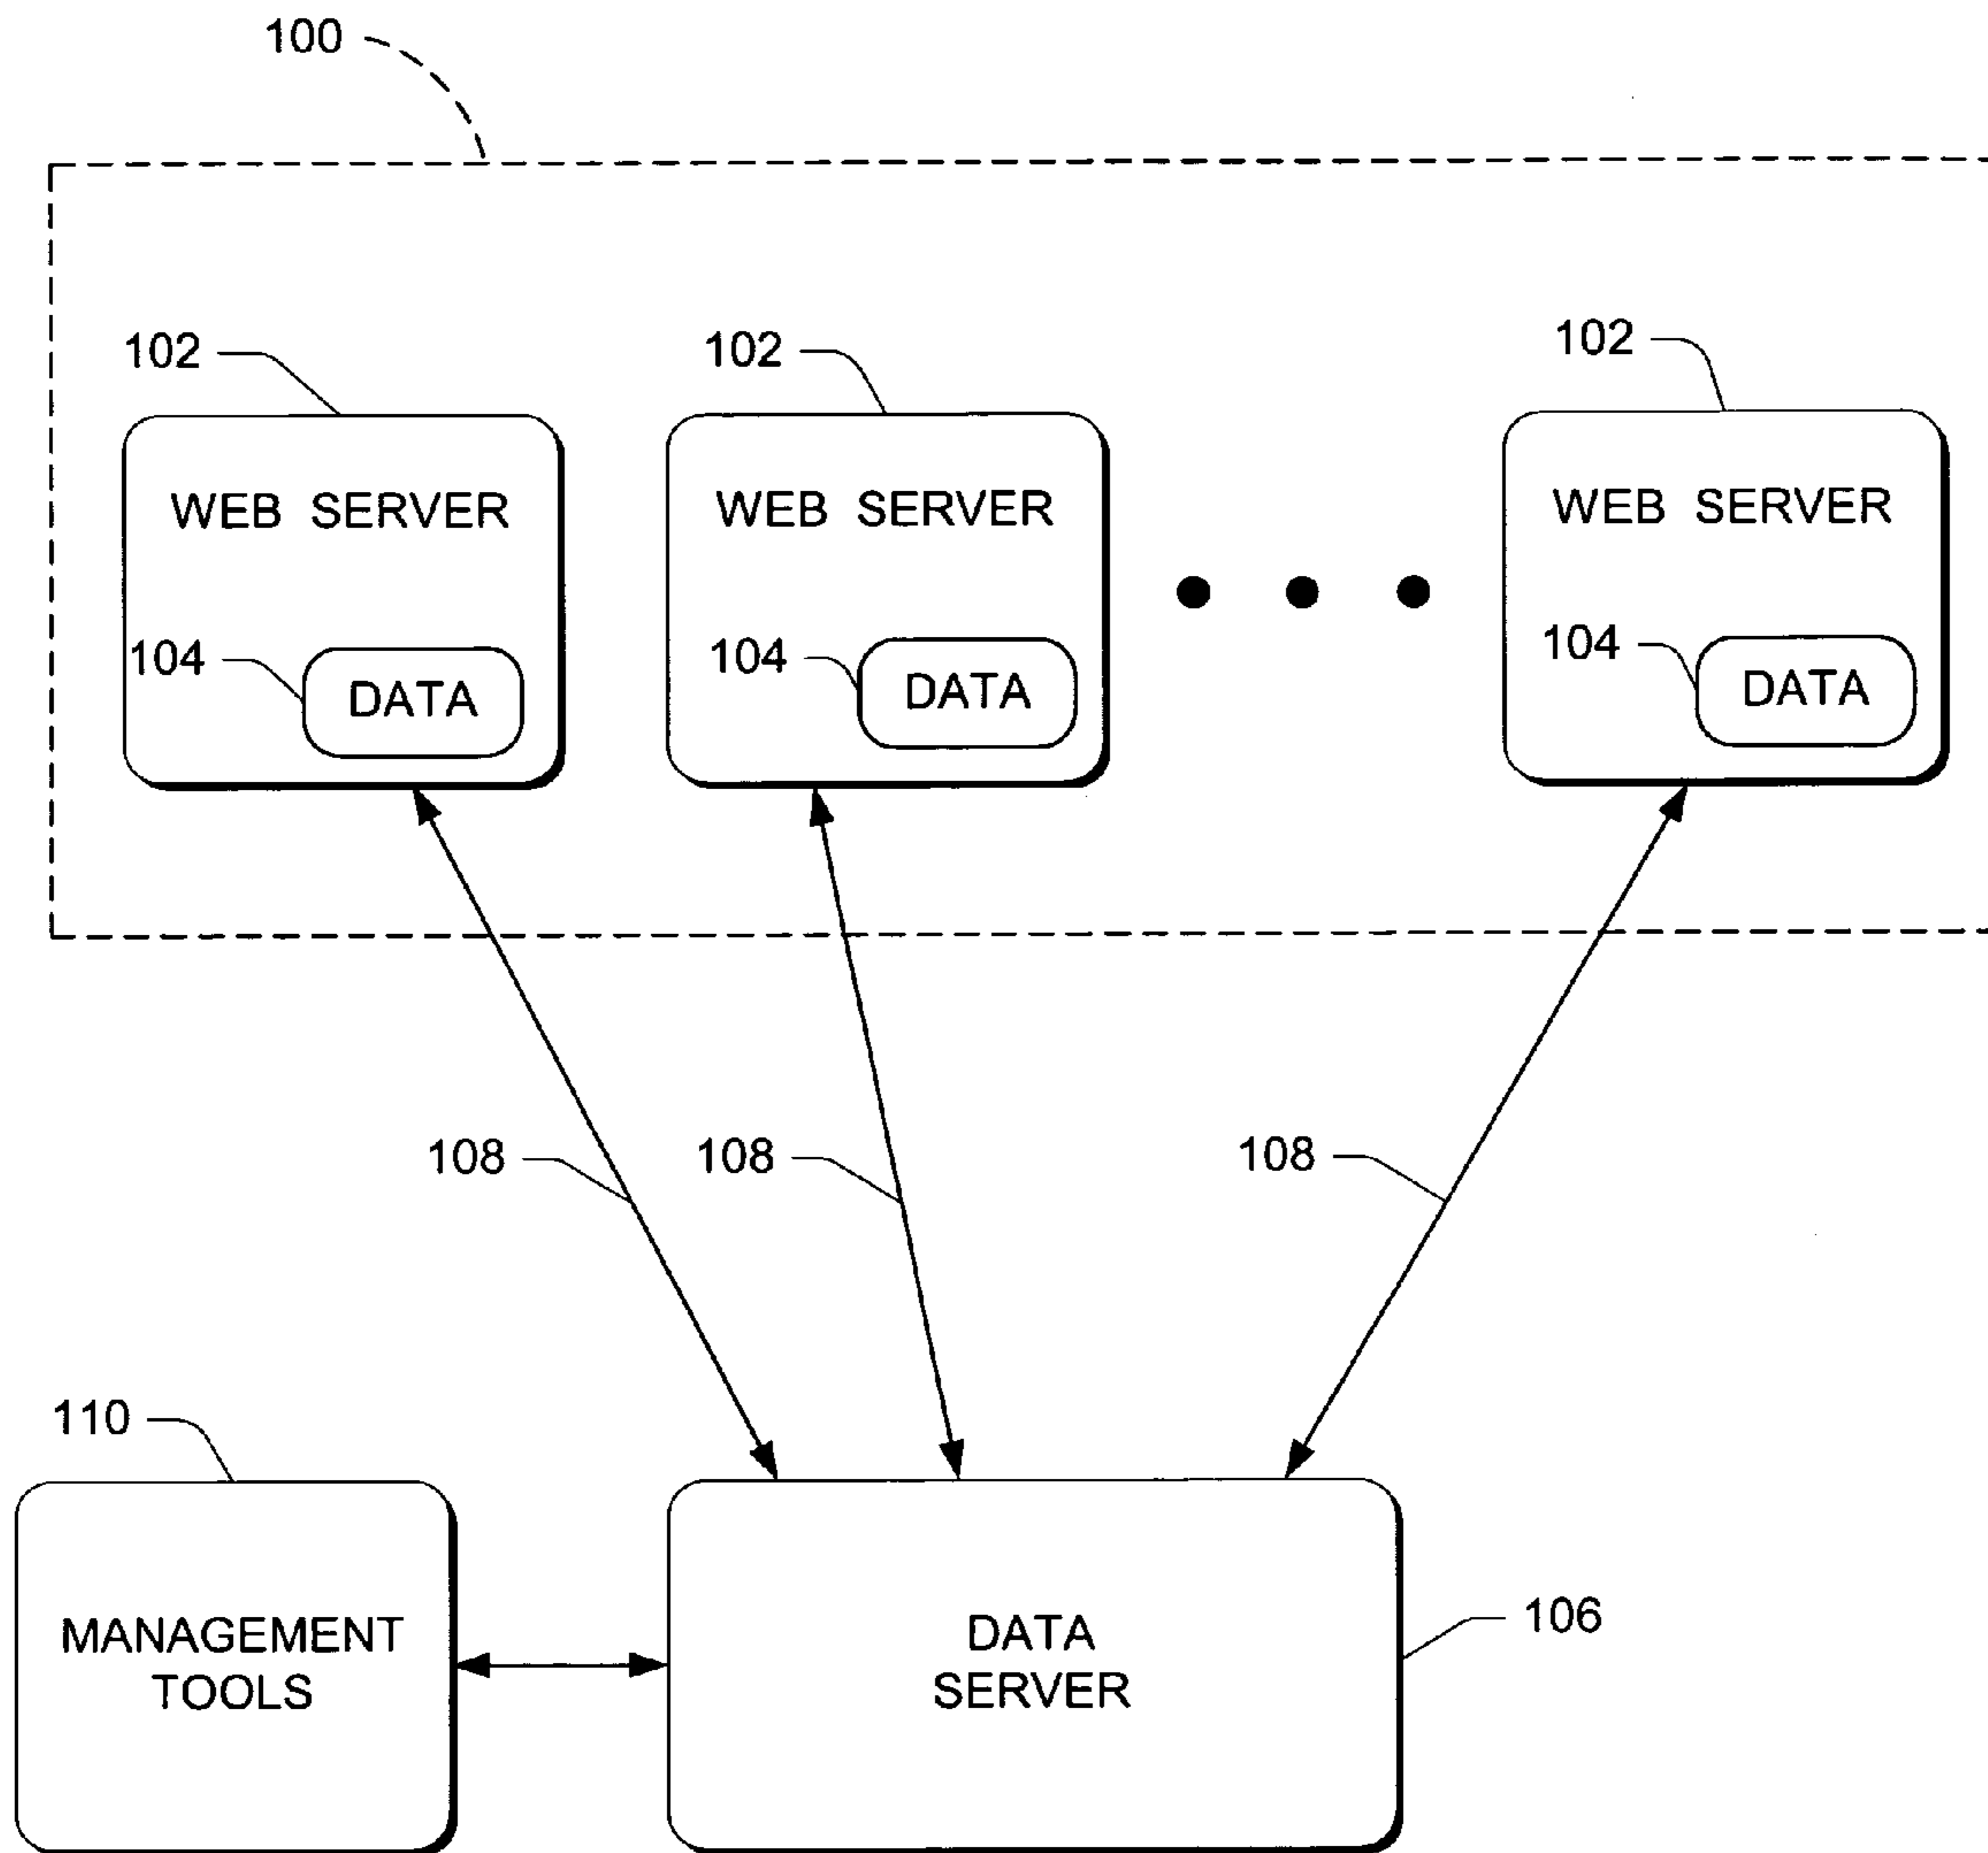 100
102
102
102
WEB SERVER
WEB SERVER
WEB SERVER
104
DATA
104
DATA
104
DATA
108
108
108
110
MANAGEMENT
TOOLS
DATA
SERVER
106